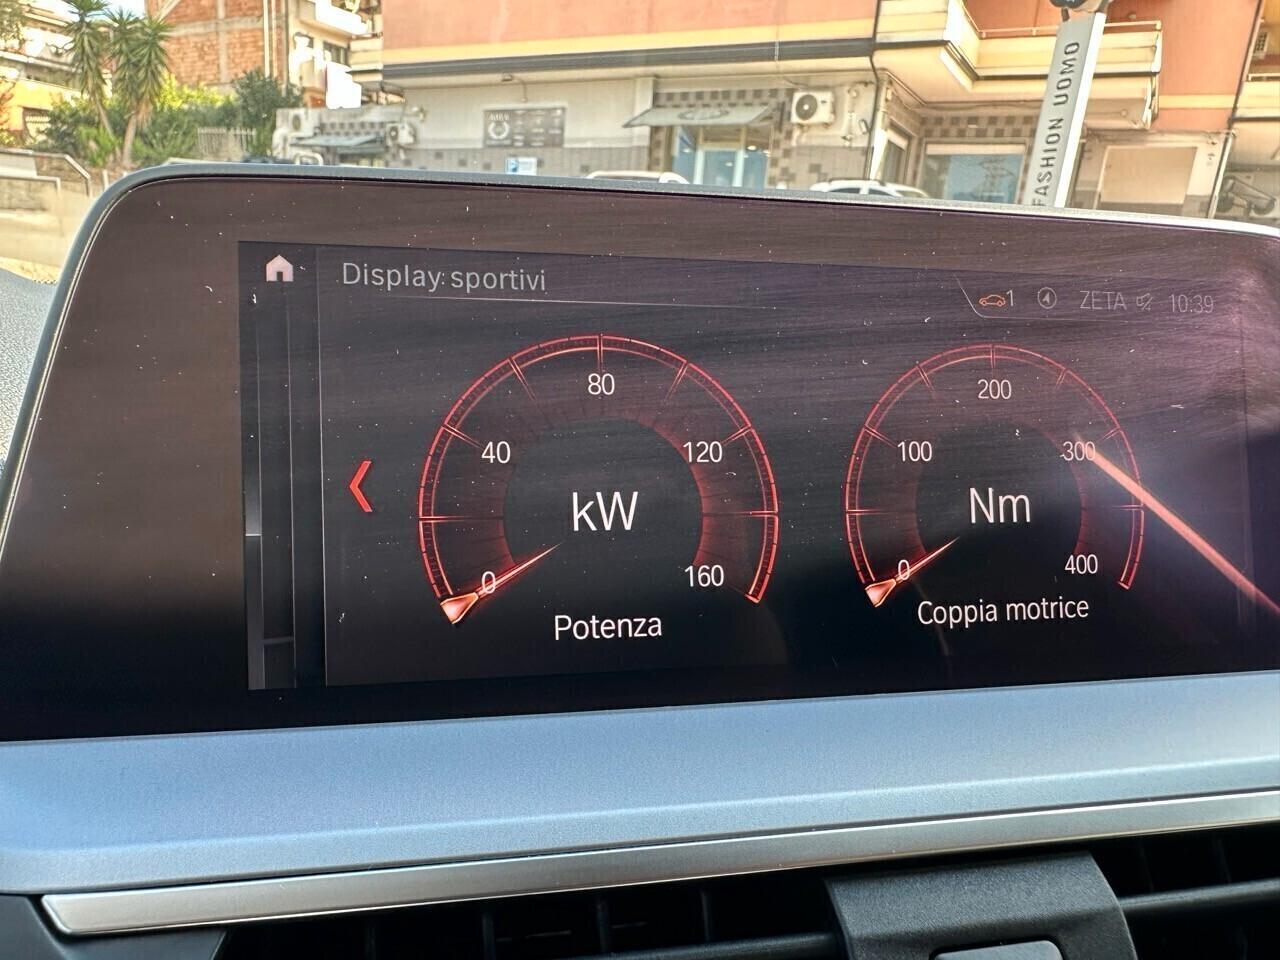 FASHION UOMO
Display sportivi
1 ZETA 10:39
80
40
120
kW
0
160
Potenza
200
100
300
Nm
0
400
Coppia motrice